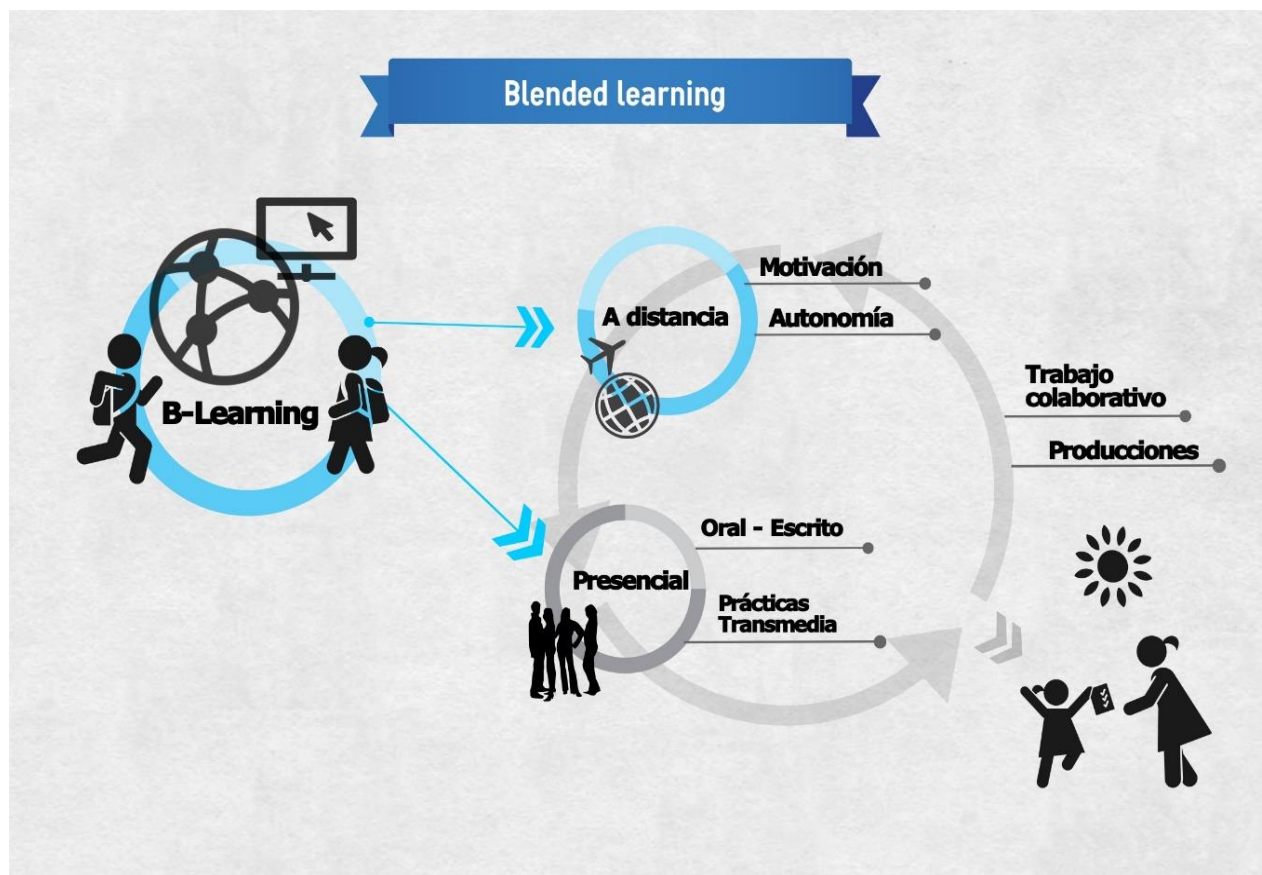 Blended learning
B-Learning
A distancia
Motivación
Autonomía
Trabajo
colaborativo
Producciones
Presencial
Oral - Escrito
Prácticas
Transmedia